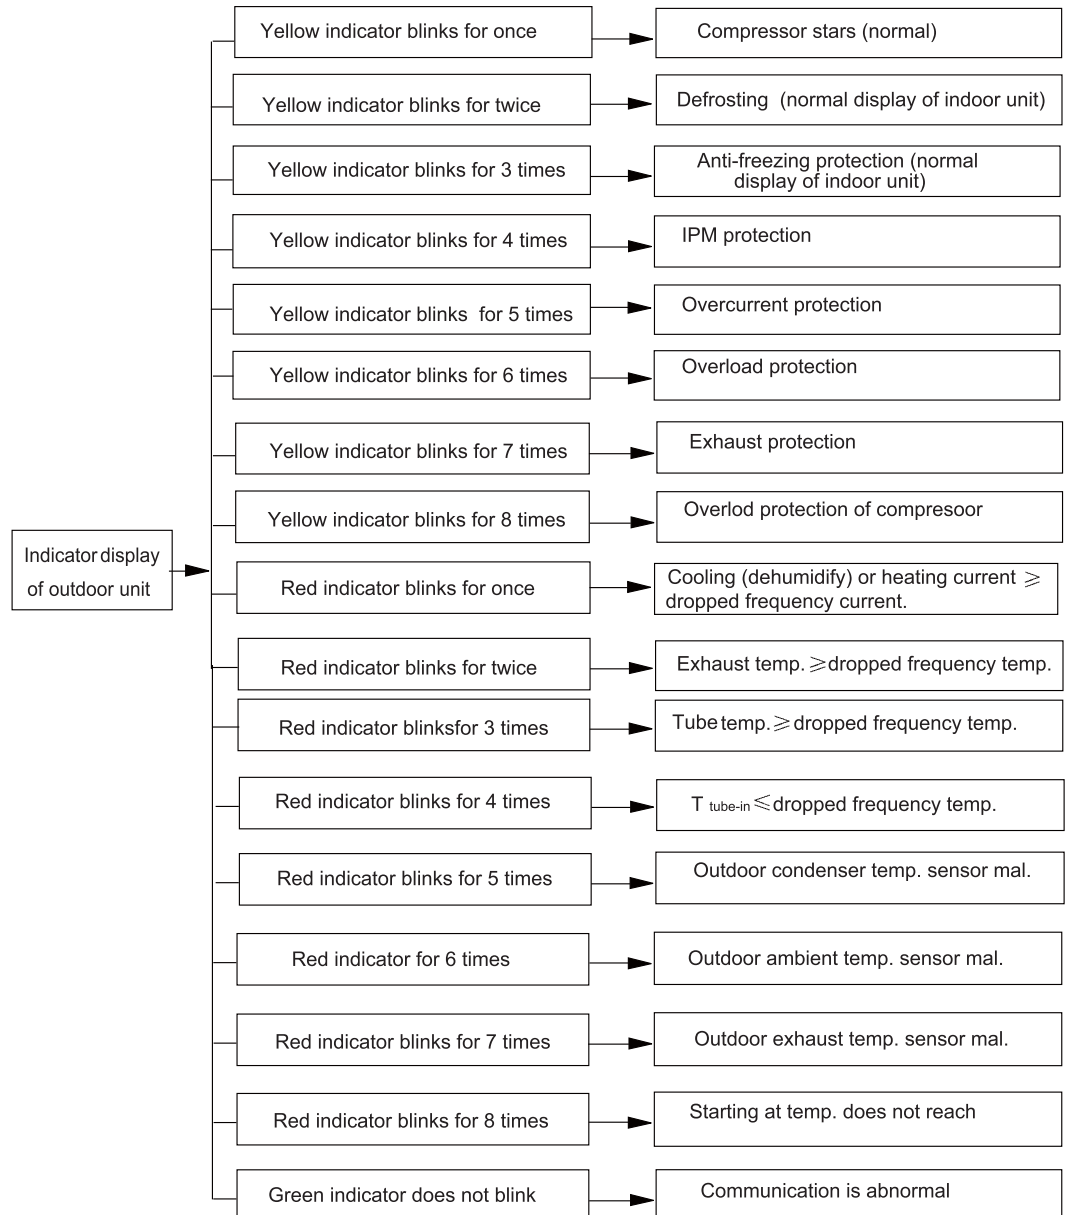 Yellow indicator blinks for once
Compressor stars (normal)
Yellow indicator blinks for twice
Defrosting (normal display of indoor unit)
Yellow indicator blinks for 3 times
Anti-freezing protection (normal
display of indoor unit)
Yellow indicator blinks for 4 times
IPM protection
Yellow indicator blinks for 5 times
Overcurrent protection
Yellow indicator blinks for 6 times
Overload protection
Yellow indicator blinks for 7 times
Exhaust protection
Yellow indicator blinks for 8 times
Overlod protection of compresoor
Indicator display
of outdoor unit
Red indicator blinks for once
Cooling (dehumidify) or heating current ≥
dropped frequency current.
Red indicator blinks for twice
Exhaust temp. ≥dropped frequency temp.
Red indicator blinksfor 3 times
Tube temp.≥ dropped frequency temp.
Red indicator blinks for 4 times
T tube-in ≤dropped frequency temp.
Red indicator blinks for 5 times
Outdoor condenser temp. sensor mal.
Red indicator for 6 times
Outdoor ambient temp. sensor mal.
Red indicator blinks for 7 times
Outdoor exhaust temp. sensor mal.
Red indicator blinks for 8 times
Starting at temp. does not reach
Green indicator does not blink
Communication is abnormal